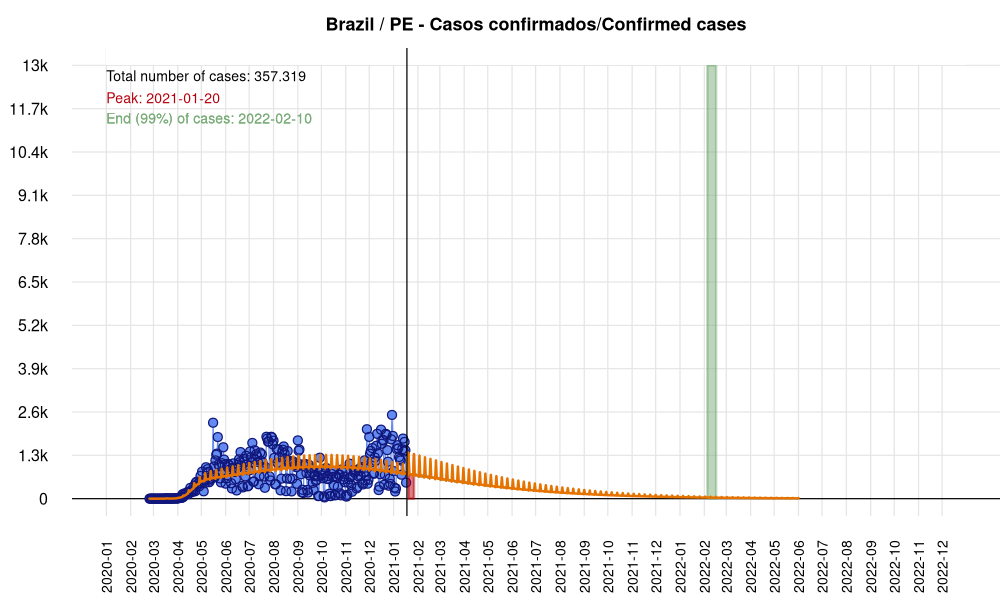 Brazil / PE - Casos confirmados/Confirmed cases
Total number of cases: 357.319
Peak: 2021-01-20
End (99%) of cases: 2022-02-10
13k
11.7k
10.4k
9.1k
7.8k
6.5k
5.2k
3.9k
2.6k
1.3k
0
2020-01
2020-02
2020-03
2020-04
2020-05
2020-06
2020-07
2020-08
2020-09
2020-10
2020-11
2020-12
2021-01
2021-02
2021-03
2021-04
2021-05
2021-06
2021-07
2021-08
2021-09
2021-10
2021-11
2021-12
2022-01
2022-02
2022-03
2022-04
2022-05
2022-06
2022-07
2022-08
2022-09
2022-10
2022-11
2022-12